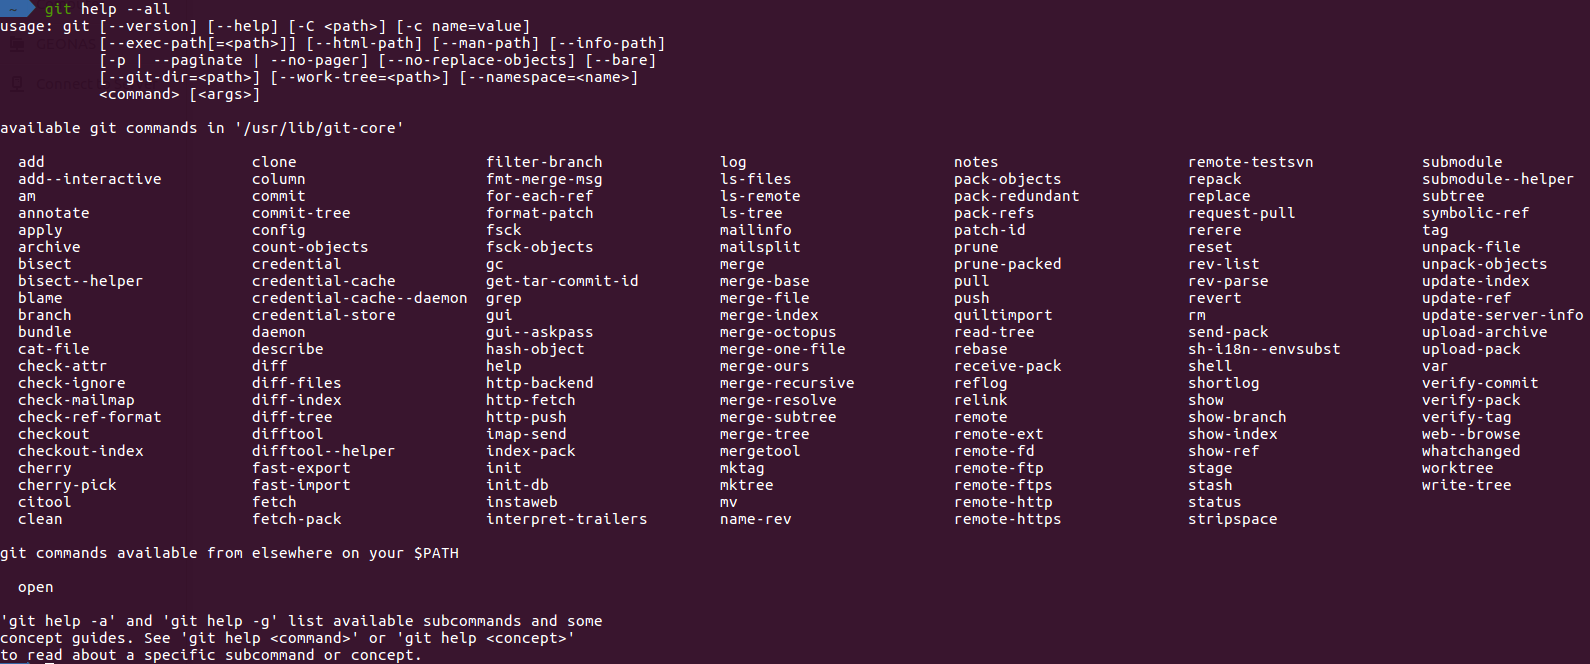 ~ git help --all
usage: git [--version] [--help] [-C <path>] [-c name=value]
[--exec-path[=<path>]] [--html-path] [--man-path] [--info-path]
[-p | --paginate | --no-pager] [--no-replace-objects] [--bare]
[--git-dir=<path>] [--work-tree=<path>] [--namespace=<name>]
<command> [<args>]
available git commands in '/usr/lib/git-core'
add clone filter-branch log notes remote-testsvn submodule
add--interactive column fmt-merge-msg ls-files pack-objects repack submodule--helper
am commit for-each-ref ls-remote pack-redundant replace subtree
annotate commit-tree format-patch ls-tree pack-refs request-pull symbolic-ref
apply config fsck mailinfo patch-id rerere tag
archive count-objects fsck-objects mailsplit prune reset unpack-file
bisect credential gc merge prune-packed rev-list unpack-objects
bisect--helper credential-cache get-tar-commit-id merge-base pull rev-parse update-index
blame credential-cache--daemon grep merge-file push revert update-ref
branch credential-store gui merge-index quiltimport rm update-server-info
bundle daemon gui--askpass merge-octopus read-tree send-pack upload-archive
cat-file describe hash-object merge-one-file rebase sh-i18n--envsubst upload-pack
check-attr diff help merge-ours receive-pack shell var
check-ignore diff-files http-backend merge-recursive reflog shortlog verify-commit
check-mailmap diff-index http-fetch merge-resolve relink show verify-pack
check-ref-format diff-tree http-push merge-subtree remote show-branch verify-tag
checkout difftool imap-send merge-tree remote-ext show-index web--browse
checkout-index difftool--helper index-pack mergetool remote-fd show-ref whatchanged
cherry fast-export init mktag remote-ftp stage worktree
cherry-pick fast-import init-db mktree remote-ftps stash write-tree
citool fetch instaweb mv remote-http status
clean fetch-pack interpret-trailers name-rev remote-https stripspace
git commands available from elsewhere on your $PATH
open
'git help -a' and 'git help -g' list available subcommands and some
concept guides. See 'git help <command>' or 'git help <concept>'
to read about a specific subcommand or concept.